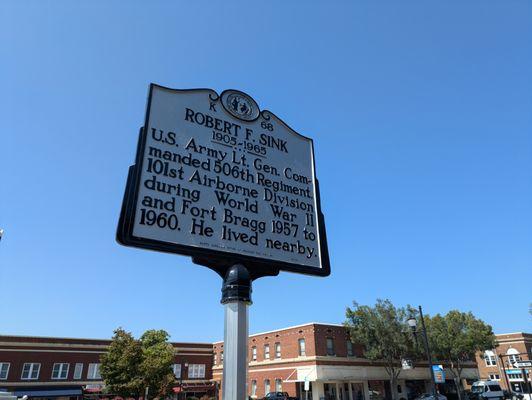 K 68
ROBERT F. SINK
1905-1965
U.S. Army Lt. Gen. Com-
manded 506th Regiment,
101st Airborne Division
during World War II
and Fort Bragg 1957 to
1960. He lived nearby.